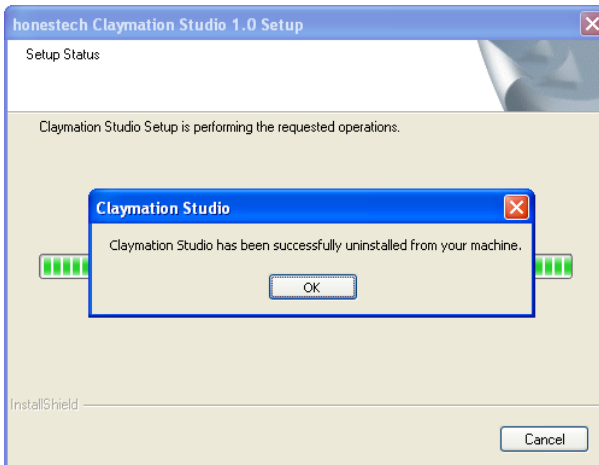 honestech Claymation Studio 1.0 Setup
Setup Status
Claymation Studio Setup is performing the requested operations.
Claymation Studio
Claymation Studio has been successfully uninstalled from your machine.
OK
InstallShield
Cancel